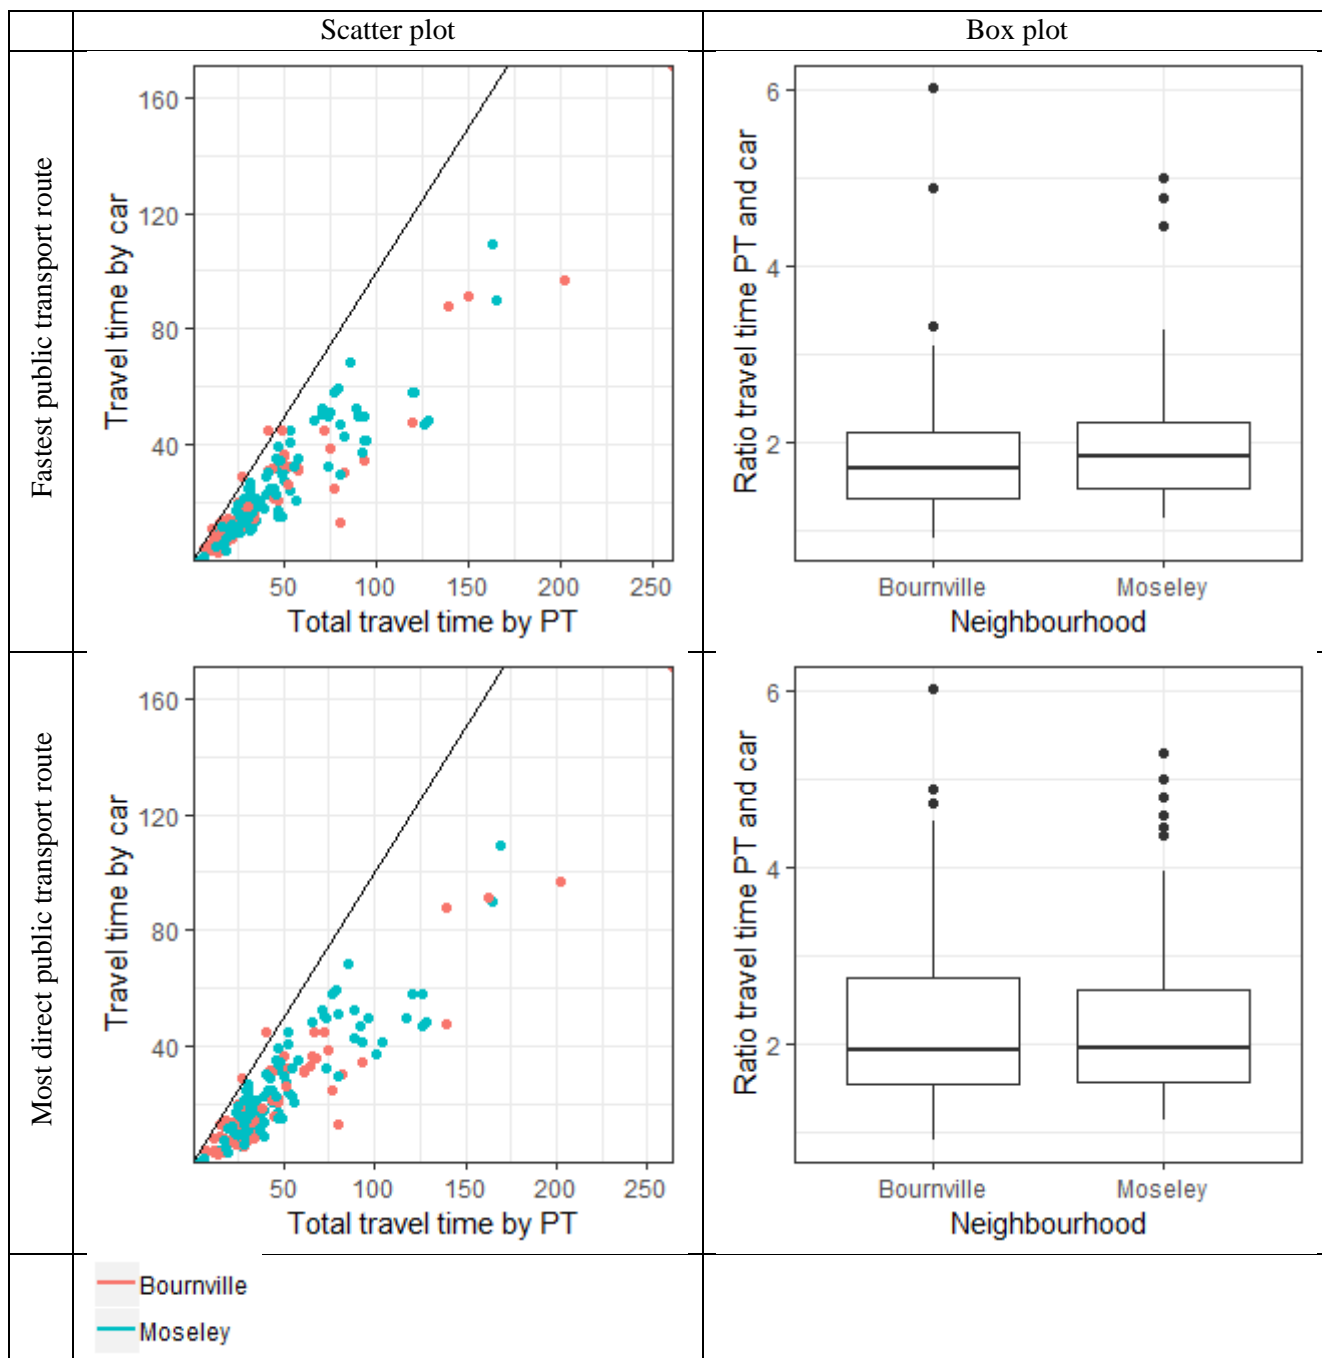 Scatter plot
Box plot
Fastest public transport route
Travel time by car
160
120
80
40
50 100 150 200 250
Total travel time by PT
Ratio travel time PT and car
6
4
2
Bournville Moseley
Neighbourhood
Most direct public transport route
Travel time by car
160
120
80
40
50 100 150 200 250
Total travel time by PT
Ratio travel time PT and car
6
4
2
Bournville Moseley
Neighbourhood
Bournville
Moseley